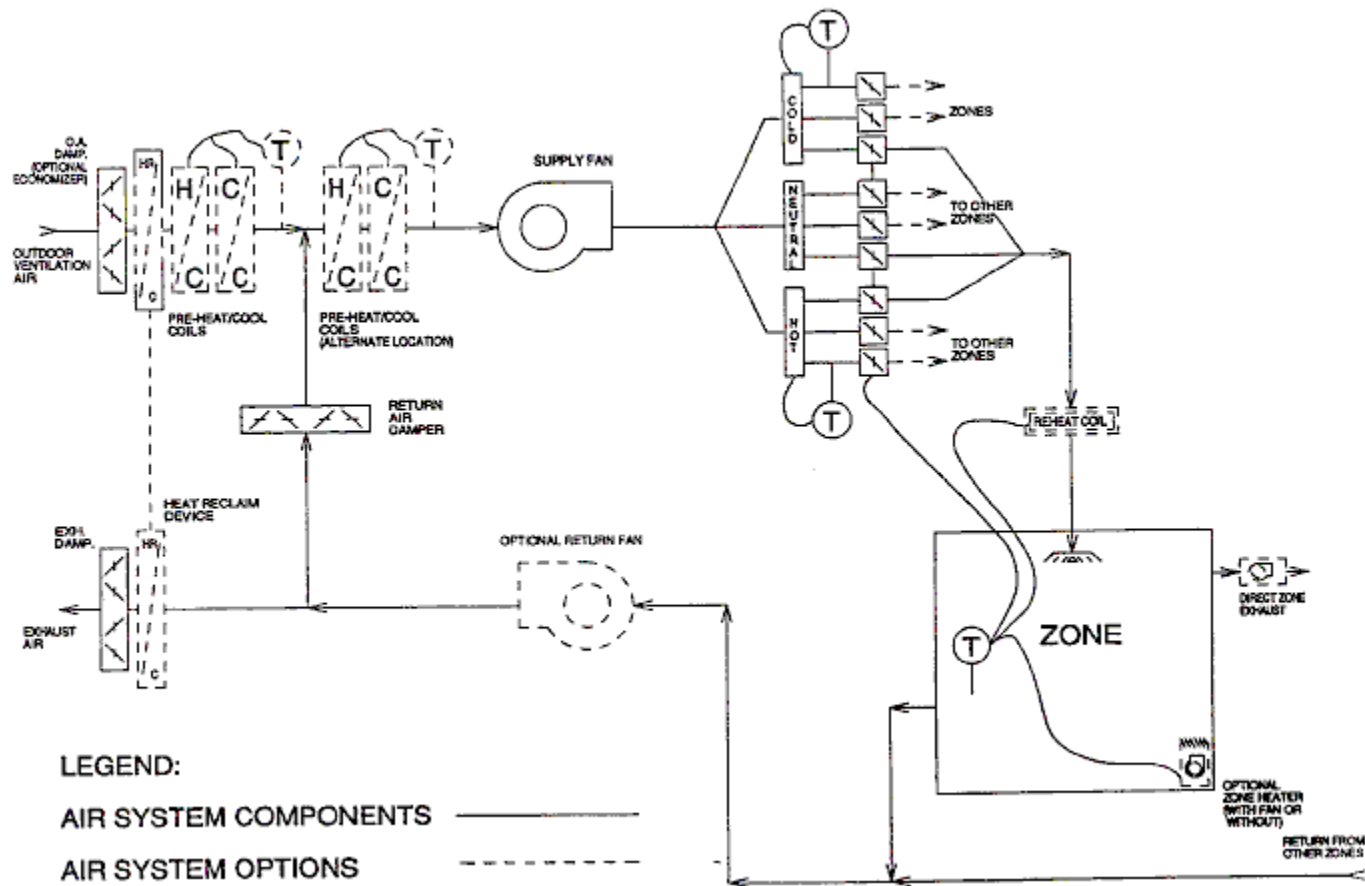 O.A.
DAMP.
(OPTIONAL
ECONOMIZER)
OUTDOOR
VENTILATION
AIR
HR
C
H
C
C
C
T
PRE-HEAT/COOL
COILS
H
C
C
C
T
PRE-HEAT/COOL
COILS
(ALTERNATE LOCATION)
SUPPLY FAN
T
COLD
ZONES
NEUTRAL
TO OTHER
ZONES
HOT
TO OTHER
ZONES
T
RETURN
AIR
DAMPER
REHEAT COIL
HEAT RECLAIM
DEVICE
EXH.
DAMP.
HR
C
EXHAUST
AIR
OPTIONAL RETURN FAN
ZONE
T
DIRECT ZONE
EXHAUST
OPTIONAL
ZONE HEATER
(WITH FAN OR
WITHOUT)
RETURN FROM
OTHER ZONES
LEGEND:
AIR SYSTEM COMPONENTS
AIR SYSTEM OPTIONS